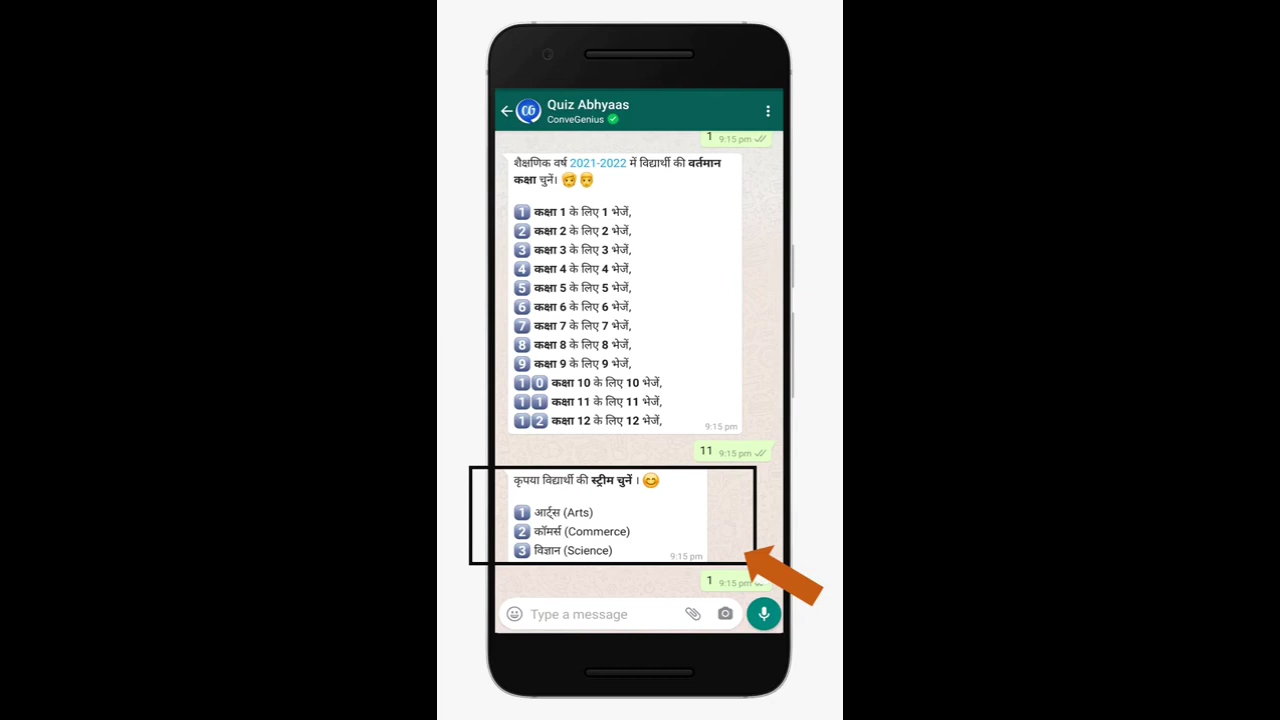 Quiz Abhyaas
ConveGenius
1 9:15 pm
शैक्षणिक वर्ष 2021-2022 में विद्यार्थी की वर्तमान
कक्षा चुनें।
1 कक्षा 1 के लिए 1 भेजें,
2 कक्षा 2 के लिए 2 भेजें,
3 कक्षा 3 के लिए 3 भेजें,
4 कक्षा 4 के लिए 4 भेजें,
5 कक्षा 5 के लिए 5 भेजें,
6 कक्षा 6 के लिए 6 भेजें,
7 कक्षा 7 के लिए 7 भेजें,
8 कक्षा 8 के लिए 8 भेजें,
9 कक्षा 9 के लिए 9 भेजें,
10 कक्षा 10 के लिए 10 भेजें,
11 कक्षा 11 के लिए 11 भेजें,
12 कक्षा 12 के लिए 12 भेजें,
9:15 pm
11 9:15 pm
कृपया विद्यार्थी की स्ट्रीम चुनें । 😊
1 आर्ट्स (Arts)
2 कॉमर्स (Commerce)
3 विज्ञान (Science)
9:15 pm
1 9:15 pm
Type a message